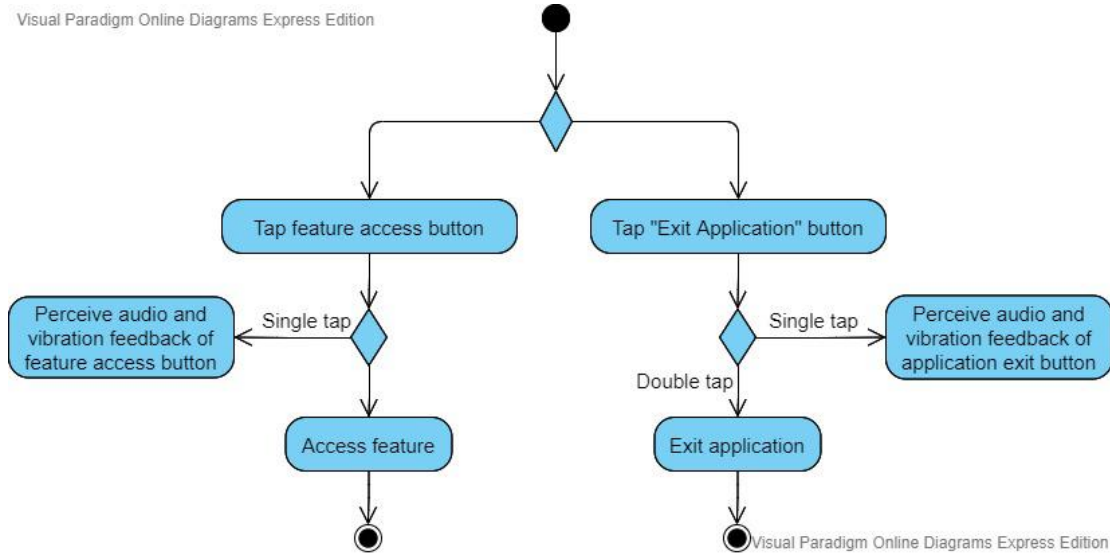 Visual Paradigm Online Diagrams Express Edition
Tap feature access button
Tap "Exit Application" button
Perceive audio and
vibration feedback of
feature access button
Single tap
Single tap
Perceive audio and
vibration feedback of
application exit button
Double tap
Access feature
Exit application
Visual Paradigm Online Diagrams Express Edition